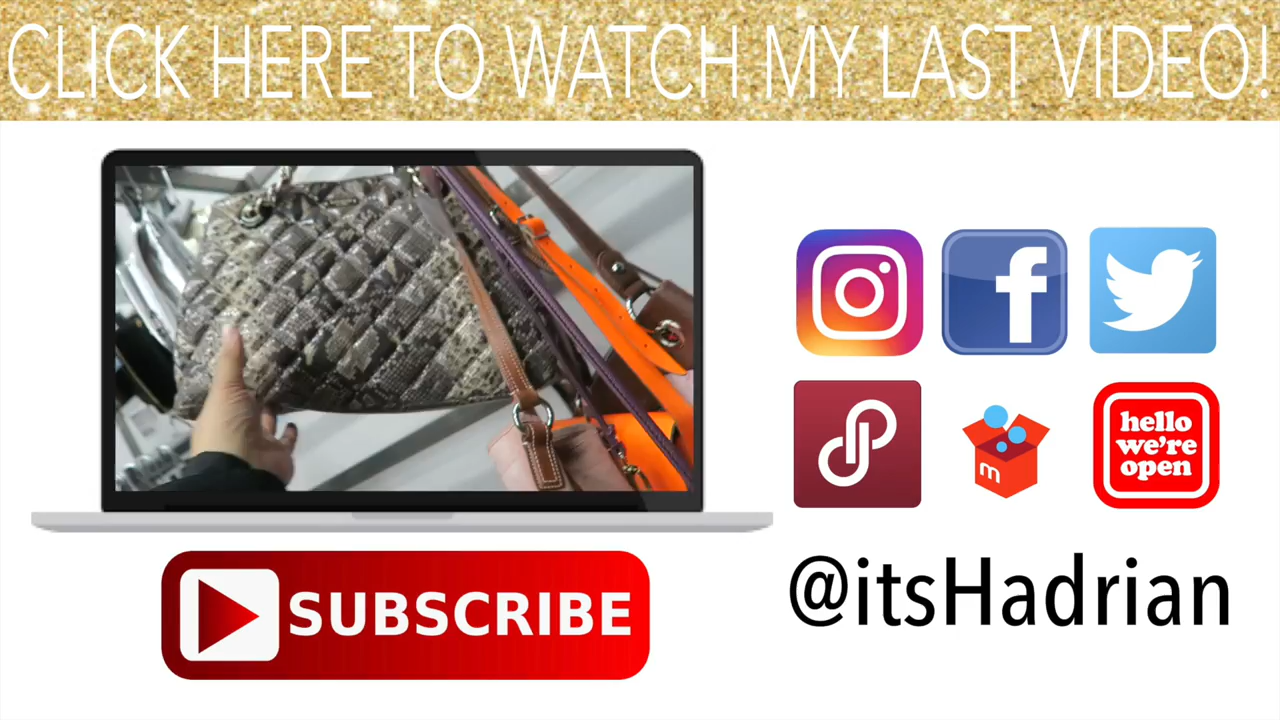 CLICK HERE TO WATCH MY LAST VIDEO!
hello
we're
open
m
SUBSCRIBE
@itsHadrian